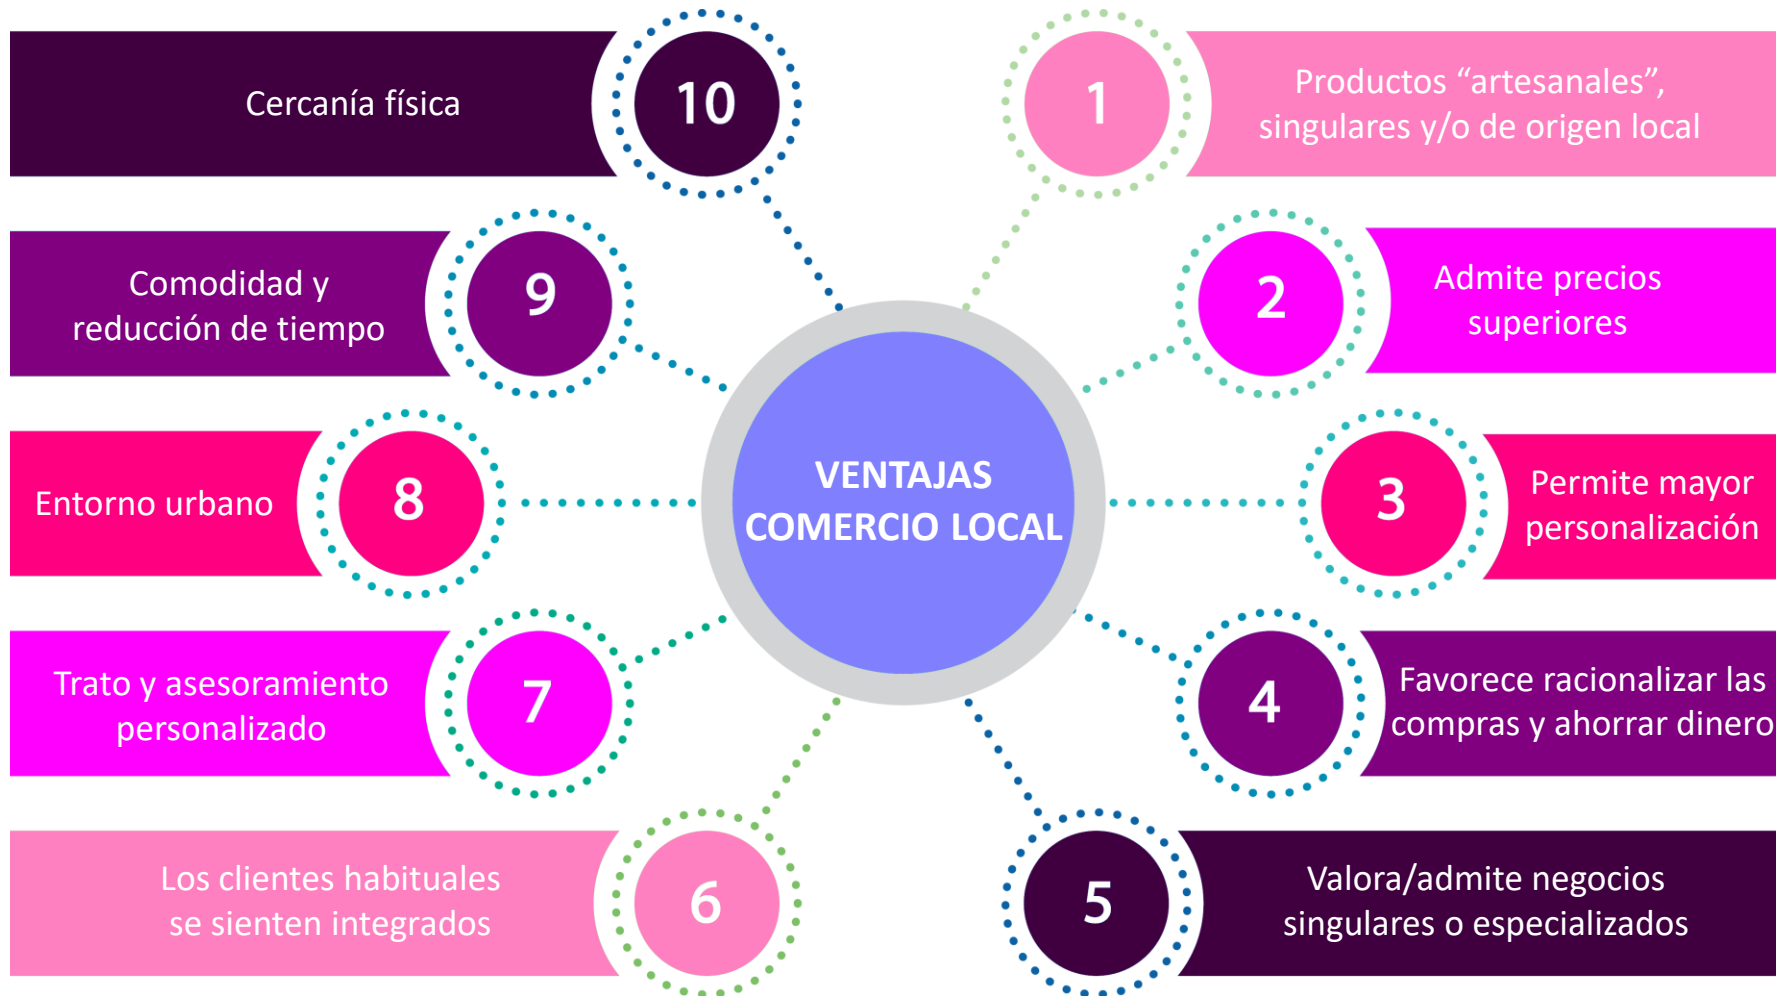 VENTAJAS
COMERCIO LOCAL
1
Productos “artesanales”,
singulares y/o de origen local
2
Admite precios
superiores
3
Permite mayor
personalización
4
Favorece racionalizar las
compras y ahorrar dinero
5
Valora/admite negocios
singulares o especializados
6
Los clientes habituales
se sienten integrados
7
Trato y asesoramiento
personalizado
8
Entorno urbano
9
Comodidad y
reducción de tiempo
10
Cercanía física